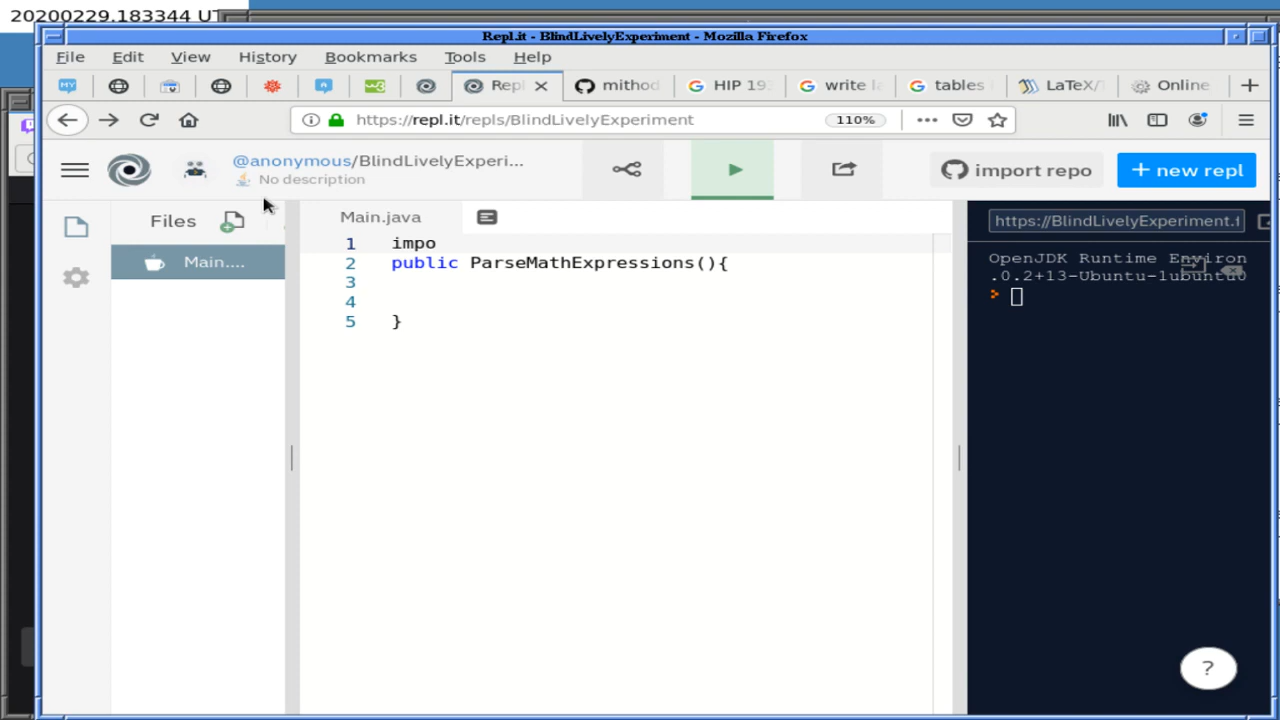 20200229.183344 UT
Repl.it - BlindLivelyExperiment - Mozilla Firefox
File Edit View History Bookmarks Tools Help
Repl mithod HIP 19 write la tables LaTeX/T Online
https://repl.it/repls/BlindLivelyExperiment 110%
@anonymous/BlindLivelyExperi...
No description
import repo
+ new repl
Files
Main....
Main.java
1 impo
2 public ParseMathExpressions(){
3
4
5 }
https://BlindLivelyExperiment.f
OpenJDK Runtime Environ
.0.2+13-Ubuntu-1ubuntu0
>
?